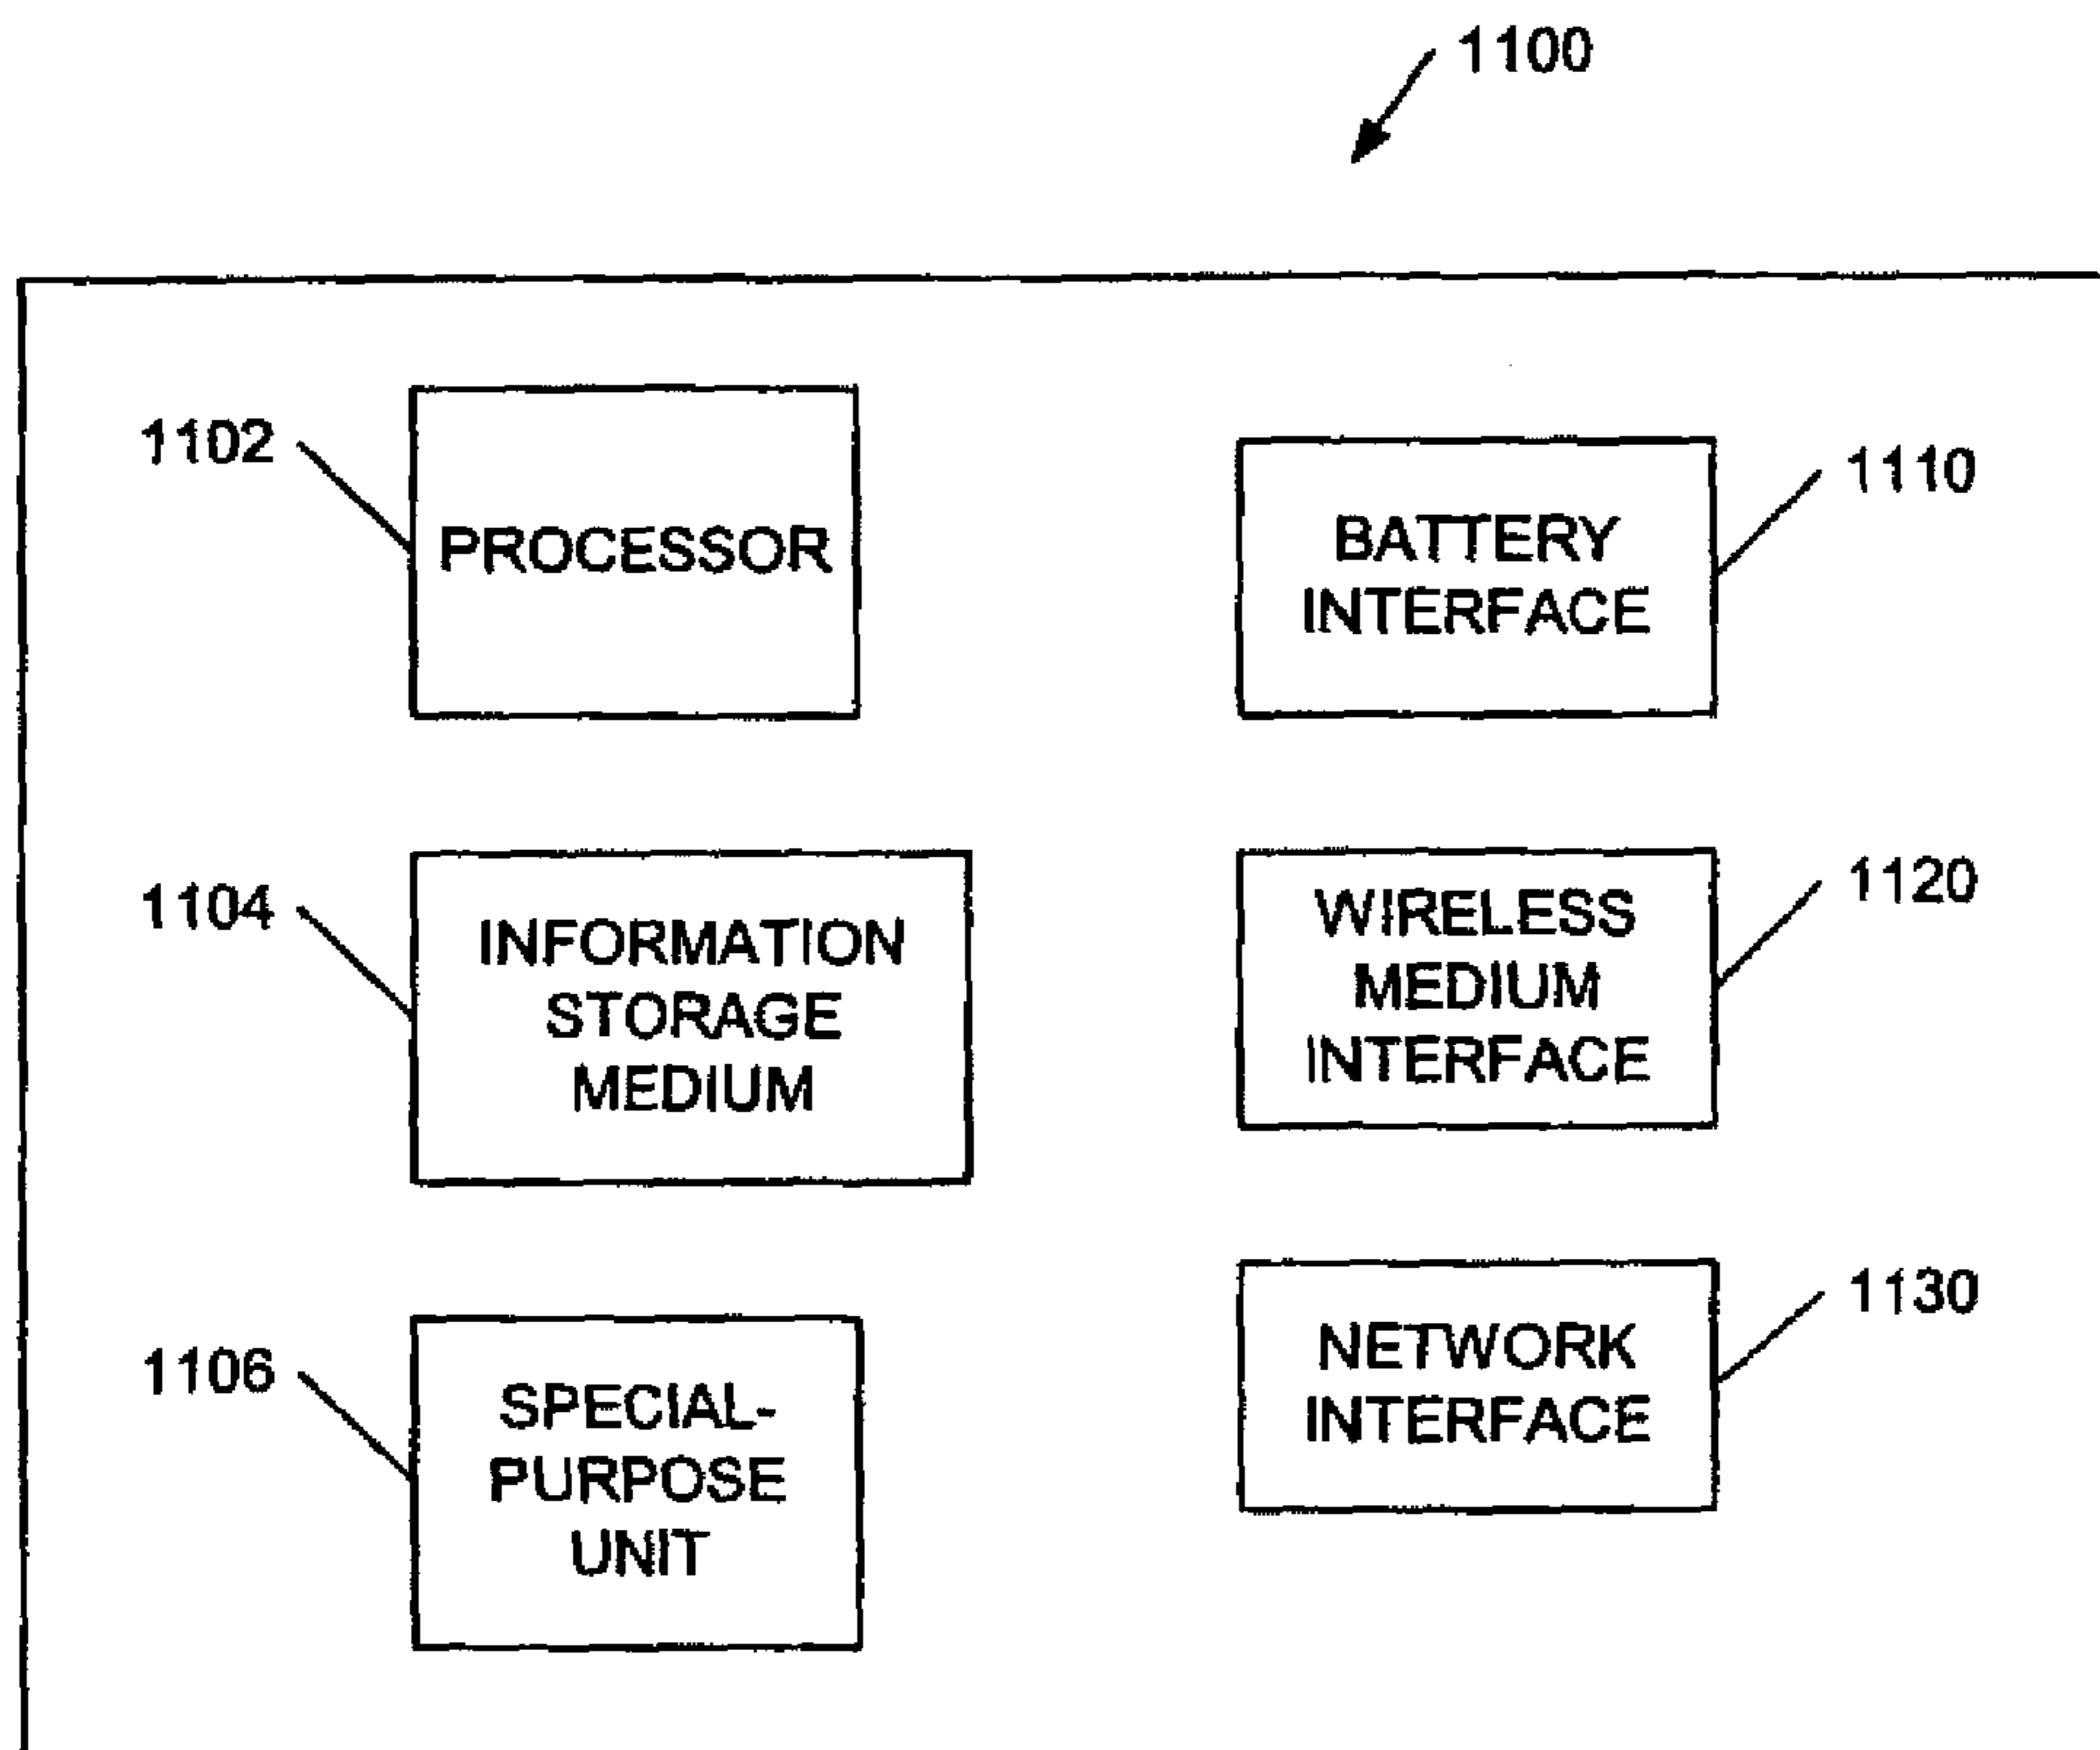 1100
1102
PROCESSOR
BATTERY
INTERFACE
1110
1104
INFORMATION
STORAGE
MEDIUM
WIRELESS
MEDIUM
INTERFACE
1120
1106
SPECIAL-
PURPOSE
UNIT
NETWORK
INTERFACE
1130